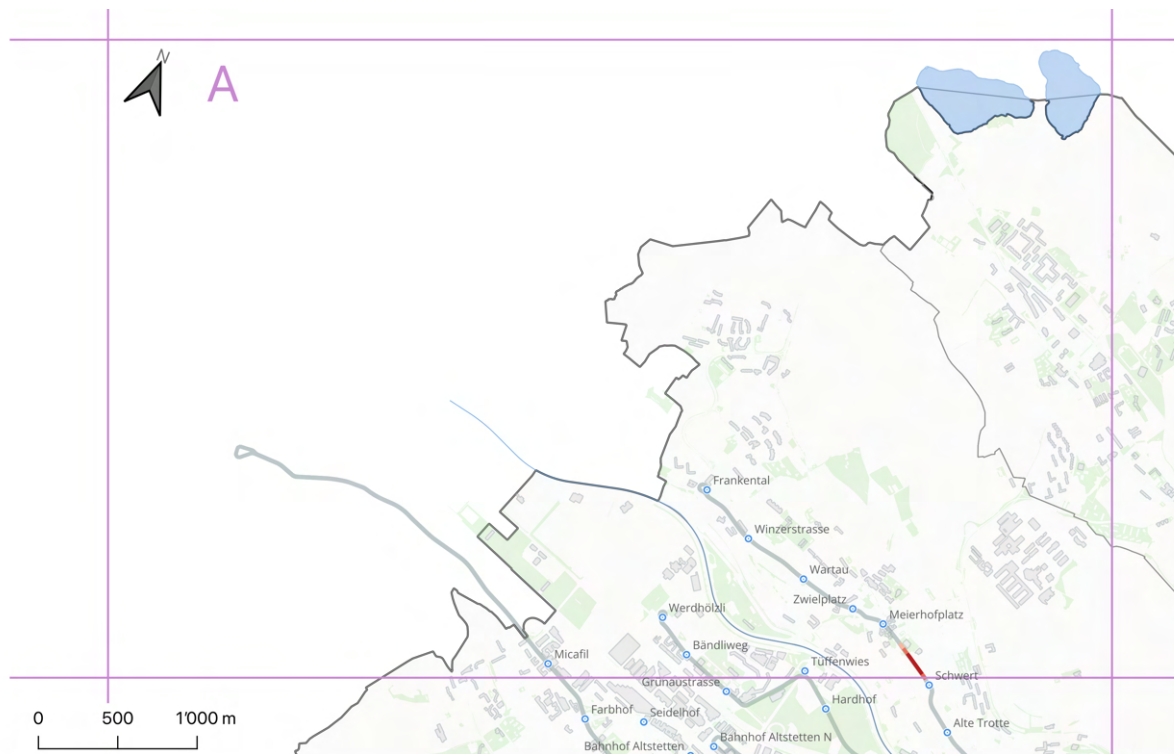 N
A
Frankental
Winzerstrasse
Wartau
Zwielplatz
Meierhofplatz
Werdhölzli
Bändliweg
Micafil
Tüffenwies
Schwert
Grünaustrasse
Hardhof
Farbhof
Seidelhof
Alte Trotte
Bahnhof Altstetten N
Bahnhof Altstetten
0 500 1'000 m